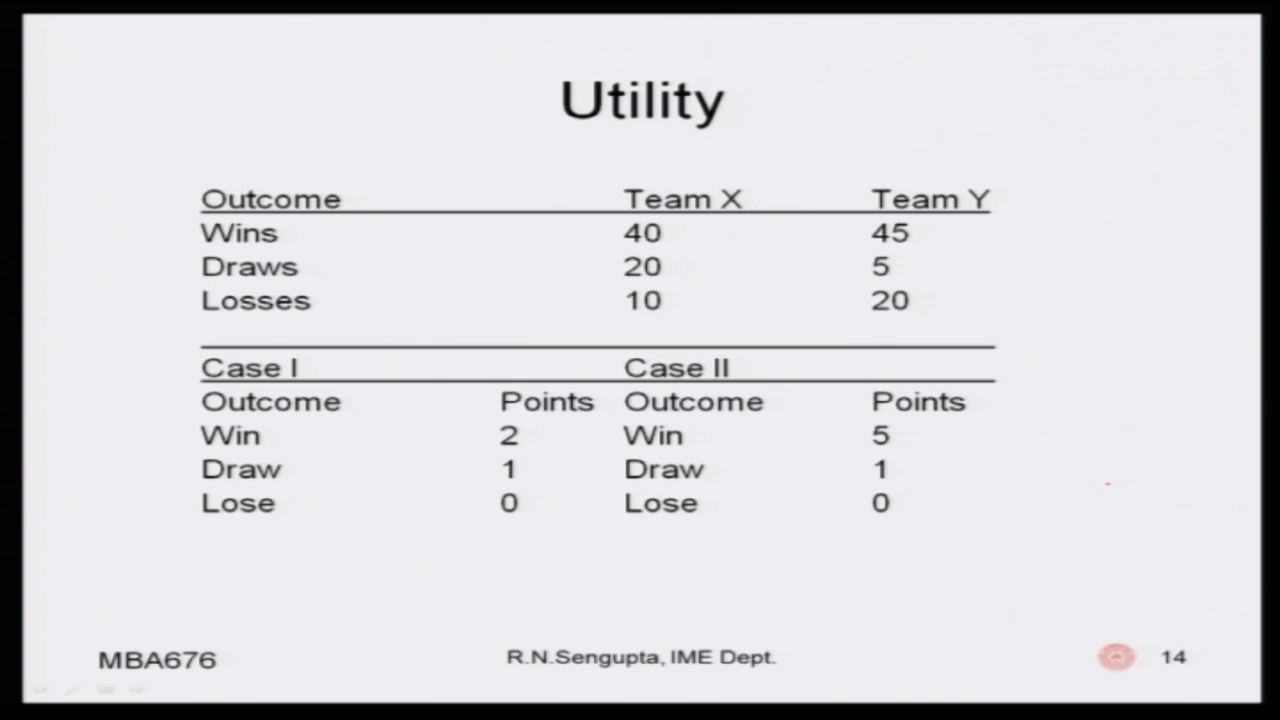 Utility
Outcome Team X Team Y
Wins 40 45
Draws 20 5
Losses 10 20
Case I Case II
Outcome Points Outcome Points
Win 2 Win 5
Draw 1 Draw 1
Lose 0 Lose 0
MBA676 R.N.Sengupta, IME Dept. 14